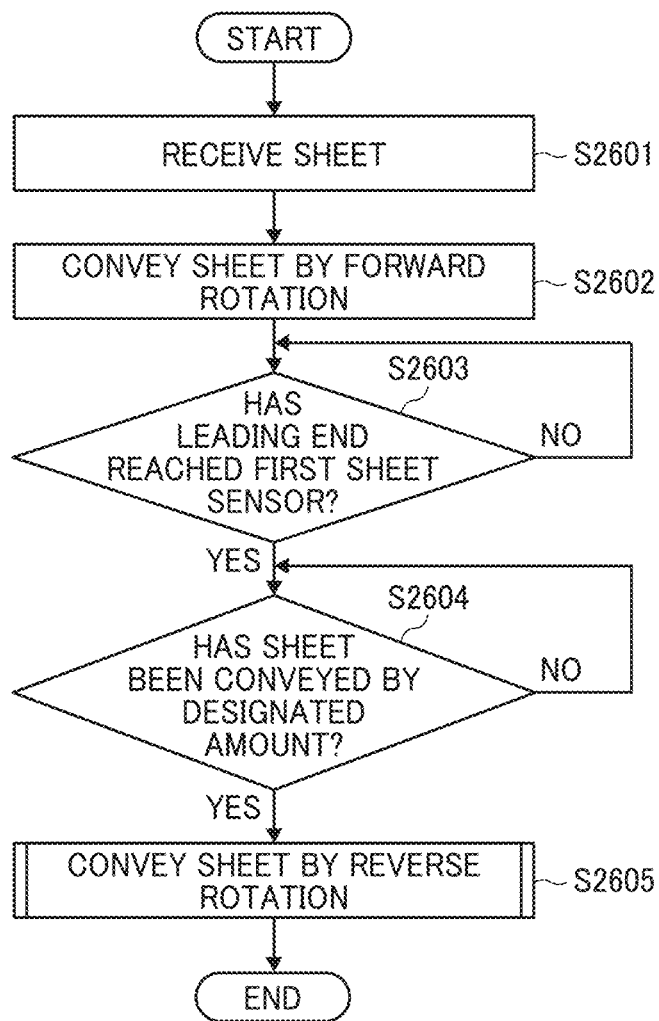 START
RECEIVE SHEET
S2601
CONVEY SHEET BY FORWARD
ROTATION
S2602
S2603
HAS
LEADING END
REACHED FIRST SHEET
SENSOR?
NO
YES
S2604
HAS SHEET
BEEN CONVEYED BY
DESIGNATED
AMOUNT?
NO
YES
CONVEY SHEET BY REVERSE
ROTATION
S2605
END